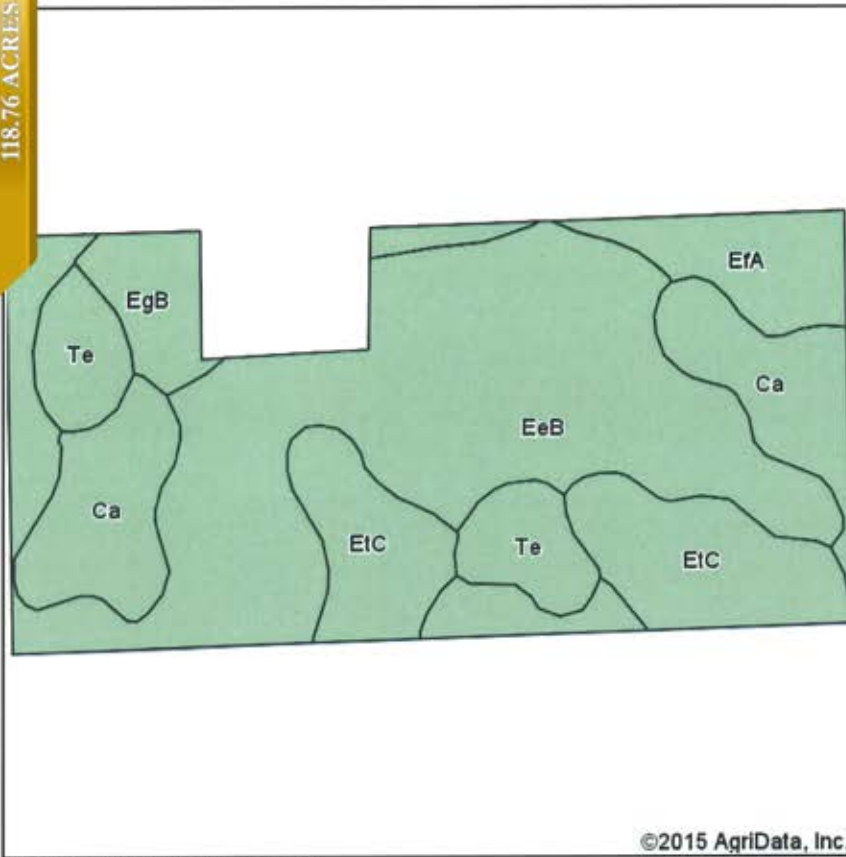 118.76 ACRES
EfA
EgB
Te
Ca
EeB
Ca
EtC
Te
EtC
©2015 AgriData, Inc